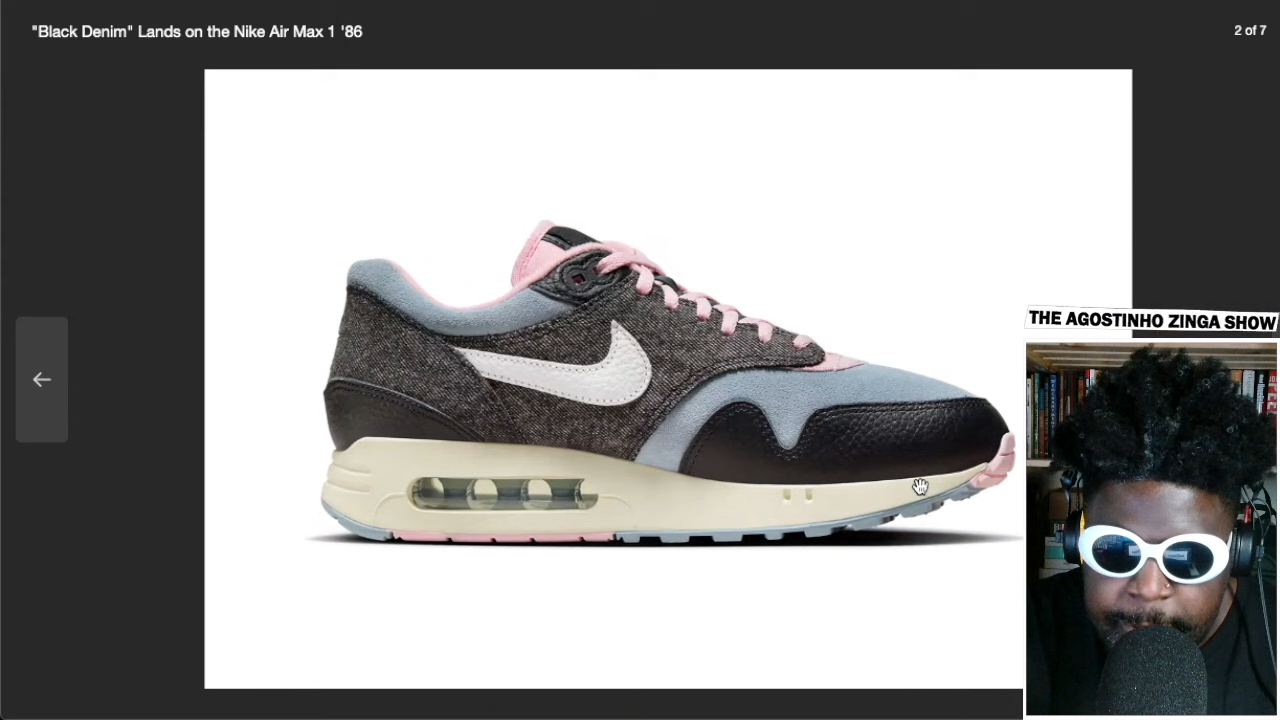 "Black Denim" Lands on the Nike Air Max 1 '86
2 of 7
THE AGOSTINHO ZINGA SHOW